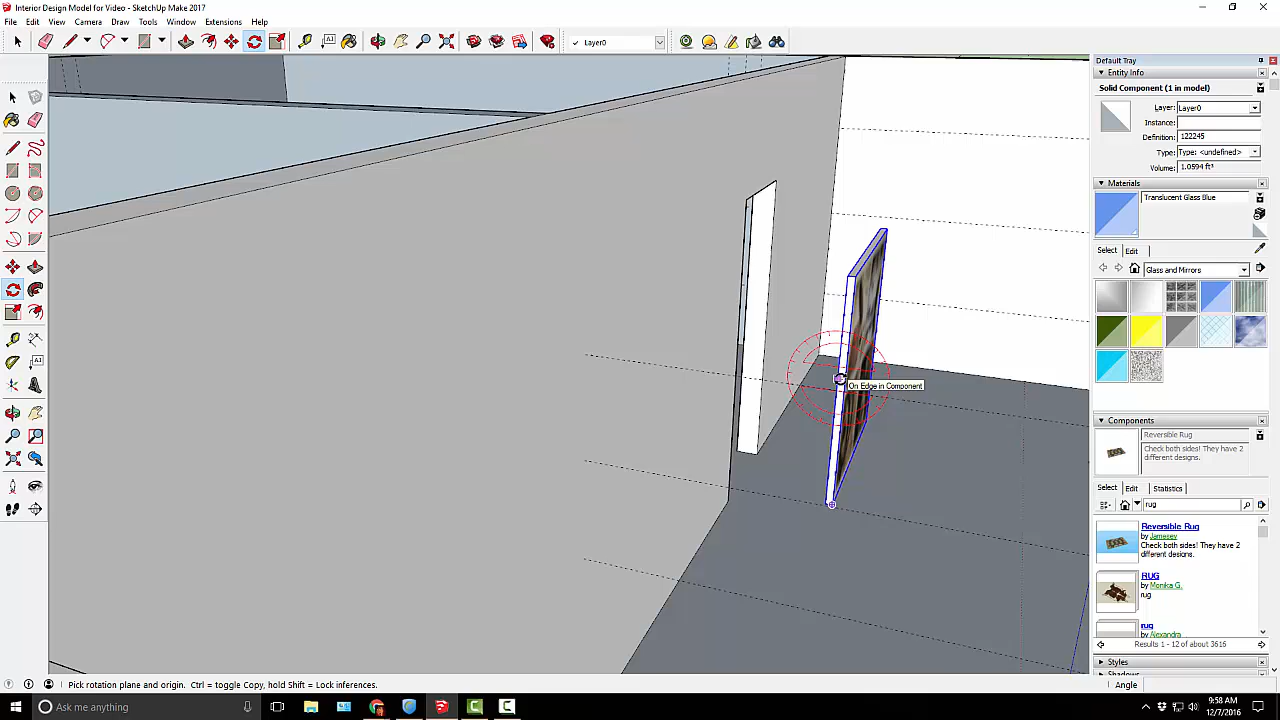 Interior Design Model for Video - SketchUp Make 2017
File Edit View Camera Draw Tools Window Extensions Help
Layer0
Default Tray
Entity Info
Solid Component (1 in model)
Layer: Layer0
Instance:
Definition: 122245
Type: Type: <undefined>
Volume: 1.0594 ft³
Materials
Translucent Glass Blue
Select Edit
Glass and Mirrors
On Edge in Component
Components
Reversible Rug
Check both sides! They have 2
different designs.
Select Edit Statistics
rug
Reversible Rug
by Jamesey
Check both sides! They have 2
different designs.
RUG
by Monika G.
rug
rug
by Alexandra
Results 1 - 12 of about 3616
Styles
Shadows
Pick rotation plane and origin. Ctrl = toggle Copy, hold Shift = Lock inferences.
Angle
Ask me anything
9:58 AM
12/7/2016